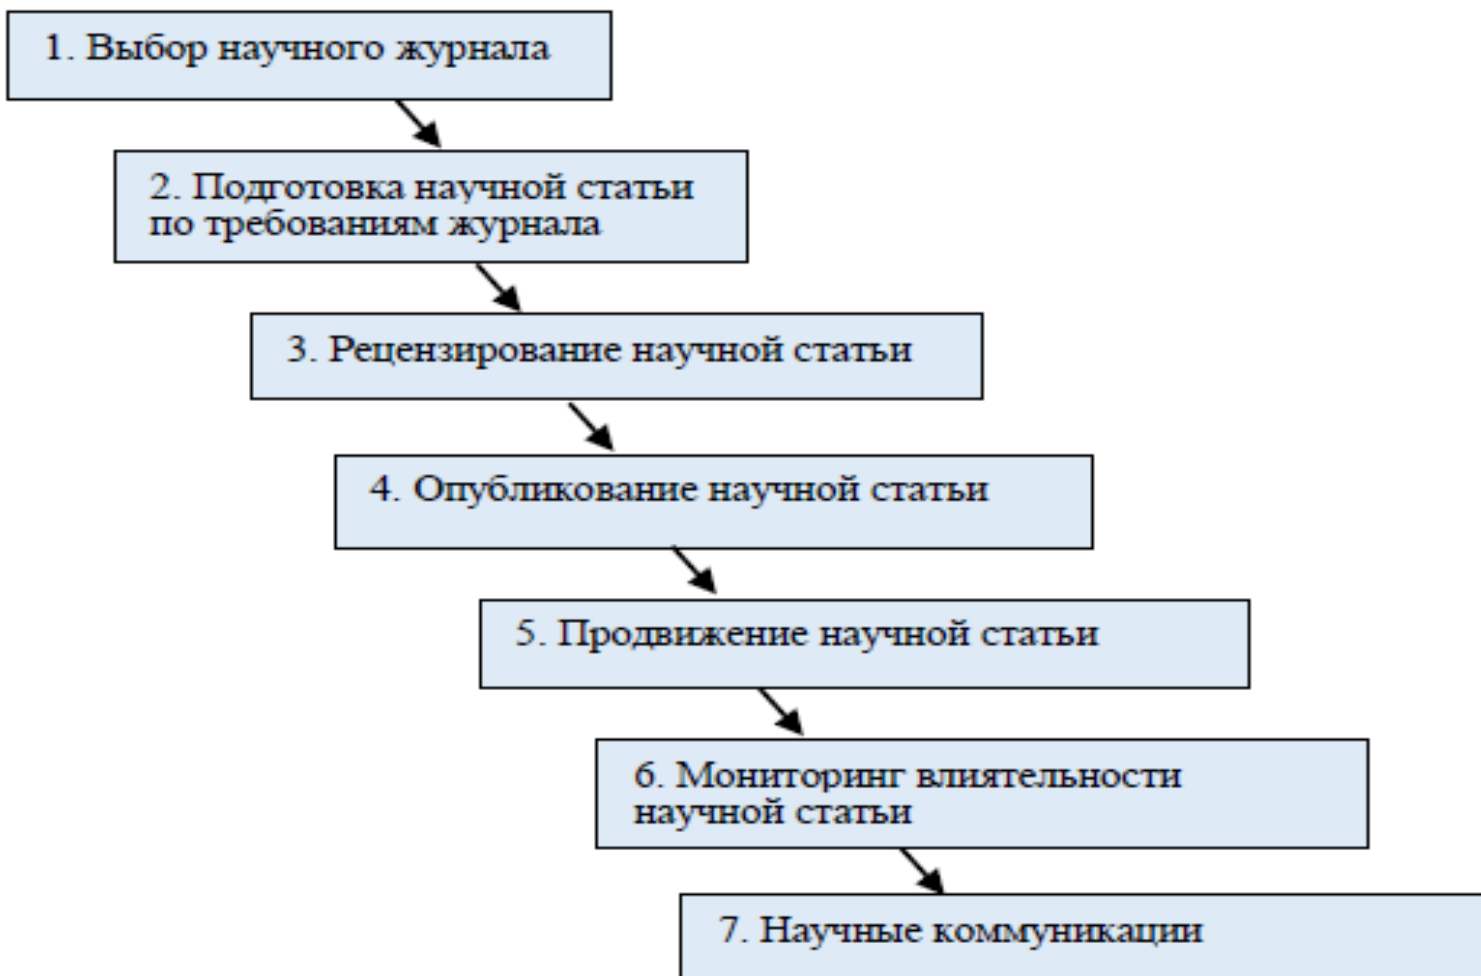 1. Выбор научного журнала
2. Подготовка научной статьи
по требованиям журнала
3. Рецензирование научной статьи
4. Опубликование научной статьи
5. Продвижение научной статьи
6. Мониторинг влиятельности
научной статьи
7. Научные коммуникации